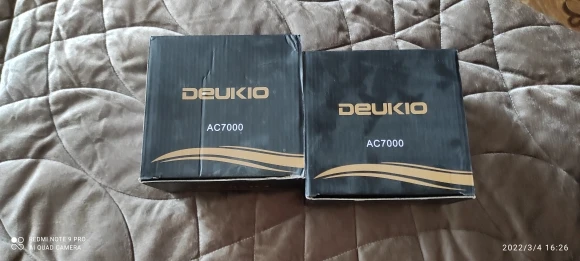 DEUKIO
AC7000
DEUKIO
AC7000
REDMI NOTE 9 PRO
AI QUAD CAMERA
2022/3/4 16:26